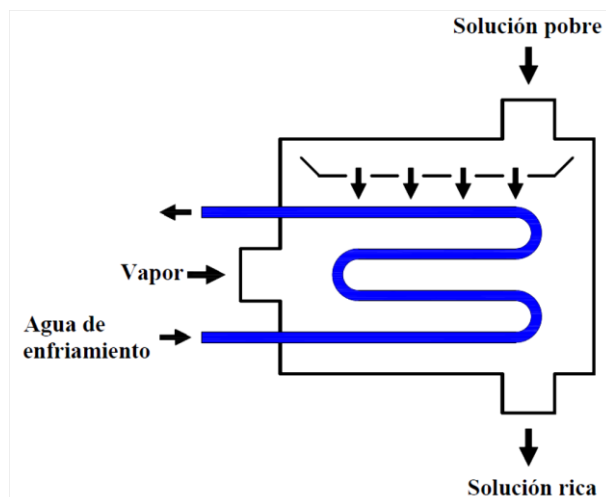 Solución pobre
Vapor
Agua de
enfriamiento
Solución rica